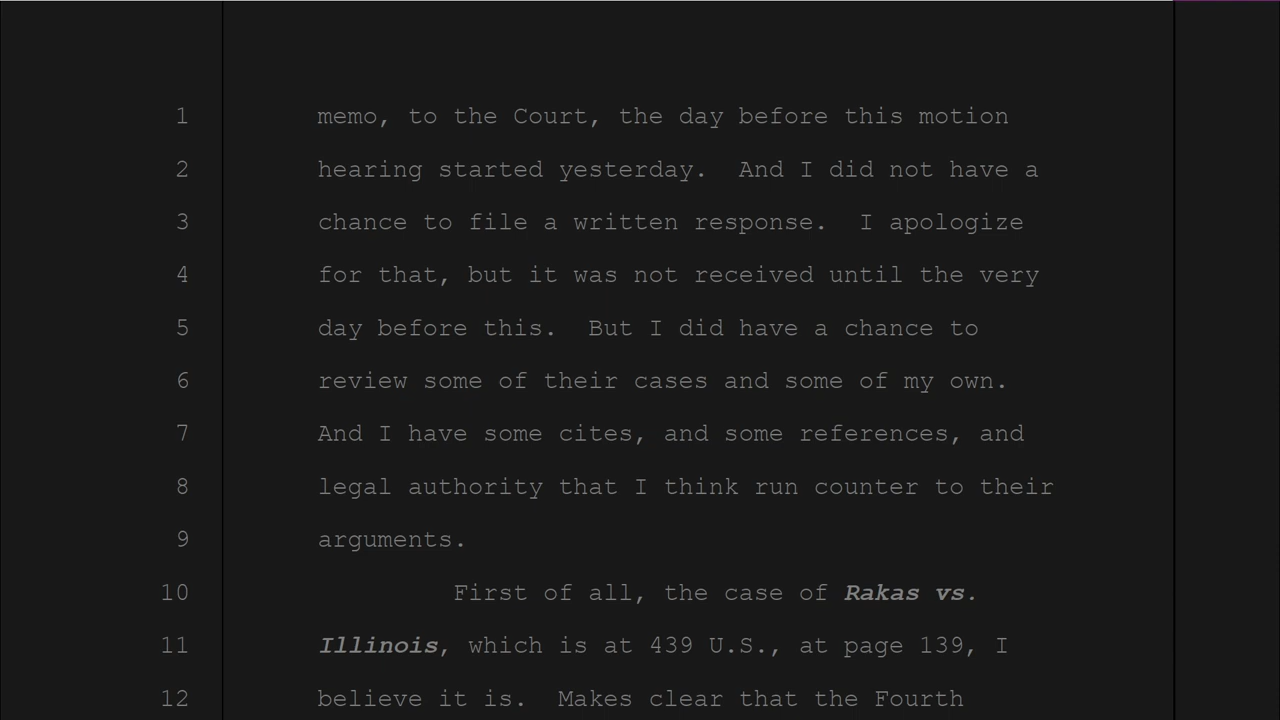 1 memo, to the Court, the day before this motion
2 hearing started yesterday.  And I did not have a
3 chance to file a written response.  I apologize
4 for that, but it was not received until the very
5 day before this.  But I did have a chance to
6 review some of their cases and some of my own.
7 And I have some cites, and some references, and
8 legal authority that I think run counter to their
9 arguments.
10 First of all, the case of Rakas vs.
11 Illinois, which is at 439 U.S., at page 139, I
12 believe it is.  Makes clear that the Fourth